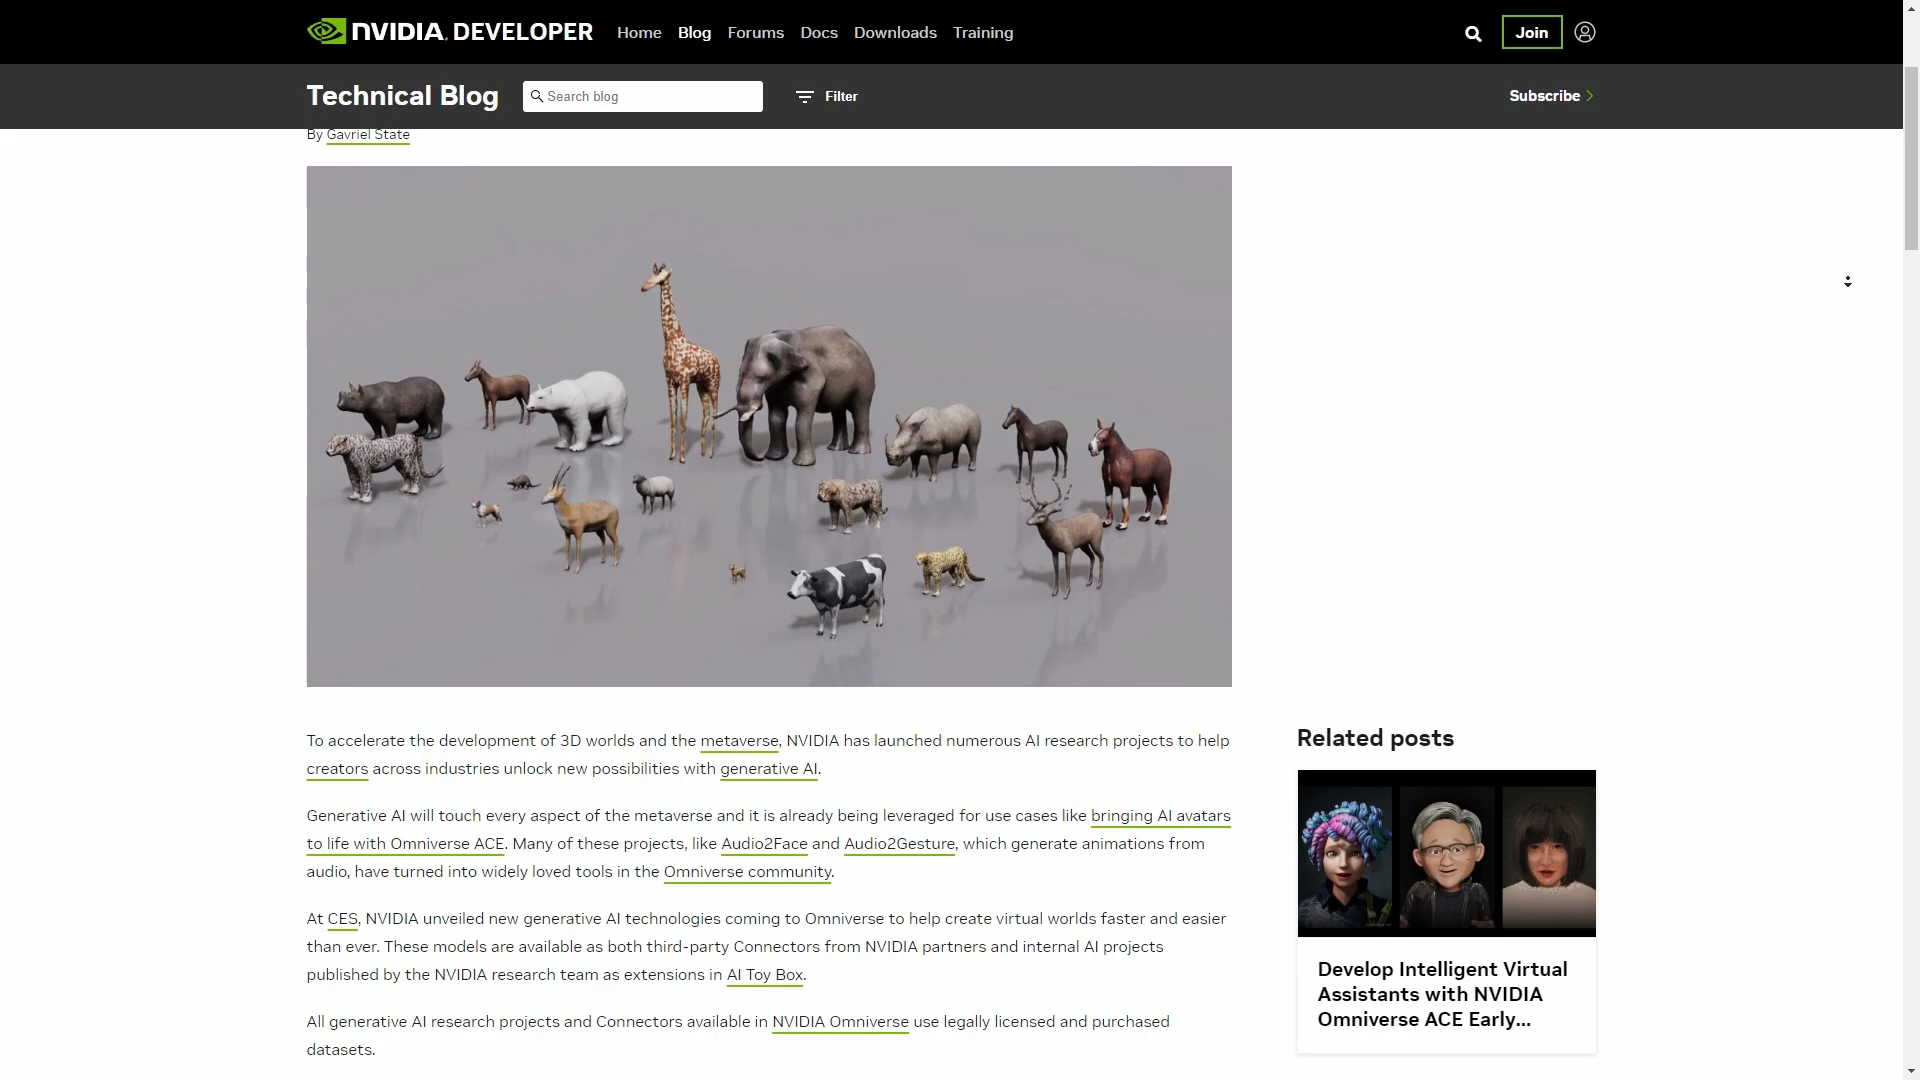 NVIDIA. DEVELOPER Home Blog Forums Docs Downloads Training Join
Technical Blog Search blog Filter Subscribe
By Gavriel State
To accelerate the development of 3D worlds and the metaverse, NVIDIA has launched numerous AI research projects to help
creators across industries unlock new possibilities with generative AI.
Generative AI will touch every aspect of the metaverse and it is already being leveraged for use cases like bringing AI avatars
to life with Omniverse ACE. Many of these projects, like Audio2Face and Audio2Gesture, which generate animations from
audio, have turned into widely loved tools in the Omniverse community.
At CES, NVIDIA unveiled new generative AI technologies coming to Omniverse to help create virtual worlds faster and easier
than ever. These models are available as both third-party Connectors from NVIDIA partners and internal AI projects
published by the NVIDIA research team as extensions in AI Toy Box.
All generative AI research projects and Connectors available in NVIDIA Omniverse use legally licensed and purchased
datasets.
Related posts
Develop Intelligent Virtual
Assistants with NVIDIA
Omniverse ACE Early...